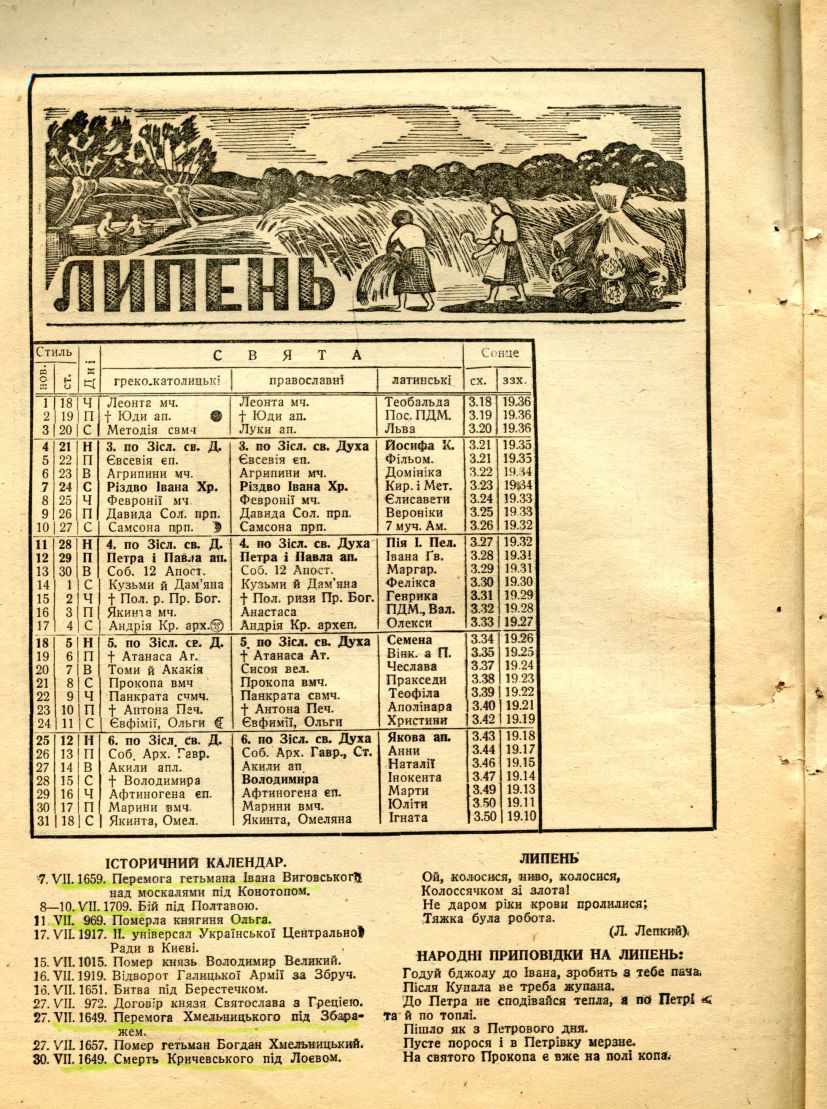 ЛИПЕНЬ
Стиль Дні СВЯТА Сонце
нов. ст. греко-католицькі православні латинські сх. зах.
1 18 Ч Леонта мч. Леонта мч. Теобальда 3.18 19.36
2 19 П † Юди ап. † Юди ап. Пос. ПДМ. 3.19 19.36
3 20 С Методія свмч Луки ап. Льва 3.20 19.36
4 21 Н 3. по Зісл. св. Д. 3. по Зісл. св. Духа Йосифа К. 3.21 19.35
5 22 П Євсевія єп. Євсевія єп. Фільом. 3.21 19.35
6 23 В Агрипини мч. Агрипини мч. Домініка 3.22 19.34
7 24 С Різдво Івана Хр. Різдво Івана Хр. Кир. і Мет. 3.23 19.34
8 25 Ч Февронії мч Февронії мч. Єлисавети 3.24 19.33
9 26 П Давида Сол. прп. Давида Сол. прп. Вероніки 3.25 19.33
10 27 С Самсона прп. Самсона прп. 7 муч. Ам. 3.26 19.32
11 28 Н 4. по Зісл. св. Д. 4. по Зісл. св. Духа Пія І. Пел. 3.27 19.32
12 29 П Петра і Павла ап. Петра і Павла ап. Івана Ґв. 3.28 19.31
13 30 В Соб. 12 Апост. Соб. 12 Апост. Маргар. 3.29 19.31
14 1 С Кузьми й Дам'яна Кузьми й Дам'яна Фелікса 3.30 19.30
15 2 Ч † Пол. р. Пр. Бог. † Пол. ризи Пр. Бог. Генрика 3.31 19.29
16 3 П Якинта мч. Анастаса ПДМ., Вал. 3.32 19.28
17 4 С Андрія Кр. арх. Андрія Кр. археп. Олекси 3.33 19.27
18 5 Н 5. по Зісл. св. Д. 5. по Зісл. св. Духа Семена 3.34 19.26
19 6 П † Атанаса Аг. † Атанаса Ат. Вінк. а П. 3.35 19.25
20 7 В Томи й Акакія Сисоя вел. Чеслава 3.37 19.24
21 8 С Прокопа вмч Прокопа вмч. Пракседи 3.38 19.23
22 9 Ч Панкрата счмч. Панкрата свмч. Теофіла 3.39 19.22
23 10 П † Антона Печ. † Антона Печ. Аполінара 3.40 19.21
24 11 С Євфімії, Ольги Євфимії, Ольги Христини 3.42 19.19
25 12 Н 6. по Зісл. св. Д. 6. по Зісл. св. Духа Якова ап. 3.43 19.18
26 13 П Соб. Арх. Гавр. Соб. Арх. Гавр., Ст. Анни 3.44 19.17
27 14 В Акили апл. Акили ап Наталії 3.46 19.15
28 15 С † Володимира Володимира Інокента 3.47 19.14
29 16 Ч Афтиногена єп. Афтиногена єп. Марти 3.49 19.13
30 17 П Марини вмч. Марини вмч. Юліти 3.50 19.11
31 18 С Якинта, Омел. Якинта, Омеляна Ігната 3.50 19.10
ІСТОРИЧНИЙ КАЛЕНДАР.
7. VII. 1659. Перемога гетьмана Івана Виговського
над москалями під Конотопом.
8—10. VII. 1709. Бій під Полтавою.
11. VII. 969. Померла княгиня Ольга.
17. VII. 1917. II. універсал Української Центральної
Ради в Києві.
15. VII. 1015. Помер князь Володимир Великий.
16. VII. 1919. Відворот Галицької Армії за Збруч.
16. VII. 1651. Битва під Берестечком.
27. VII. 972. Договір князя Святослава з Грецією.
27. VII. 1649. Перемога Хмельницького під Збара-
жем.
27. VII. 1657. Помер гетьман Богдан Хмельницький.
30. VII. 1649. Смерть Кричевського під Лоєвом.
ЛИПЕНЬ
Ой, колосися, ниво, колосися,
Колоссячком зі злота!
Не даром ріки крови пролилися;
Тяжка була робота.
(Л. Лепкий).
НАРОДНІ ПРИПОВІДКИ НА ЛИПЕНЬ:
Годуй бджолу до Івана, зробить з тебе пана.
Після Купала не треба жупана.
До Петра не сподівайся тепла, а по Петрі
та й по топлі.
Пішло як з Петрового дня.
Пусте порося і в Петрівку мерзне.
На святого Прокопа є вже на полі копа.